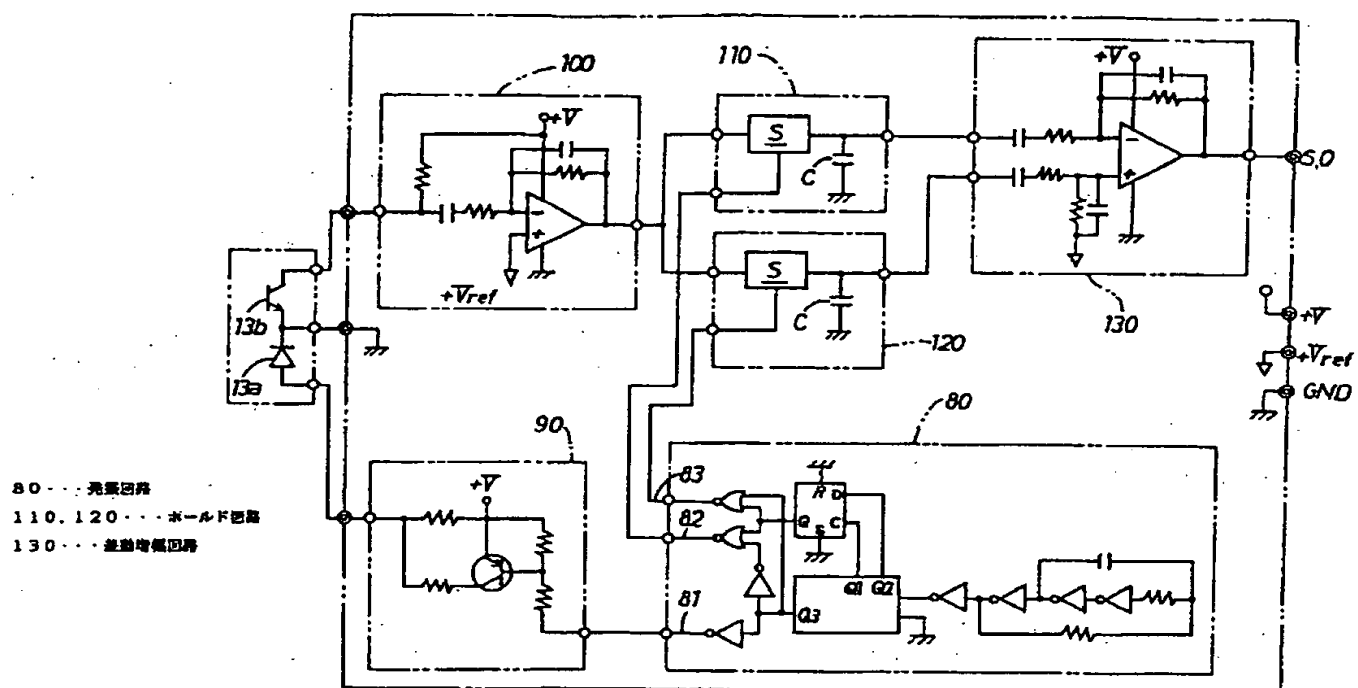 110
100
+V
+V
S
C
S.O
S
C
+Vref
130
+V
13b
120
+Vref
13a
GND
90
80
+V
83
R D
82
Q C
S
80・・・発振回路
110,120・・・ホールド回路
130・・・差動増幅回路
81
Q1 Q2
Q3